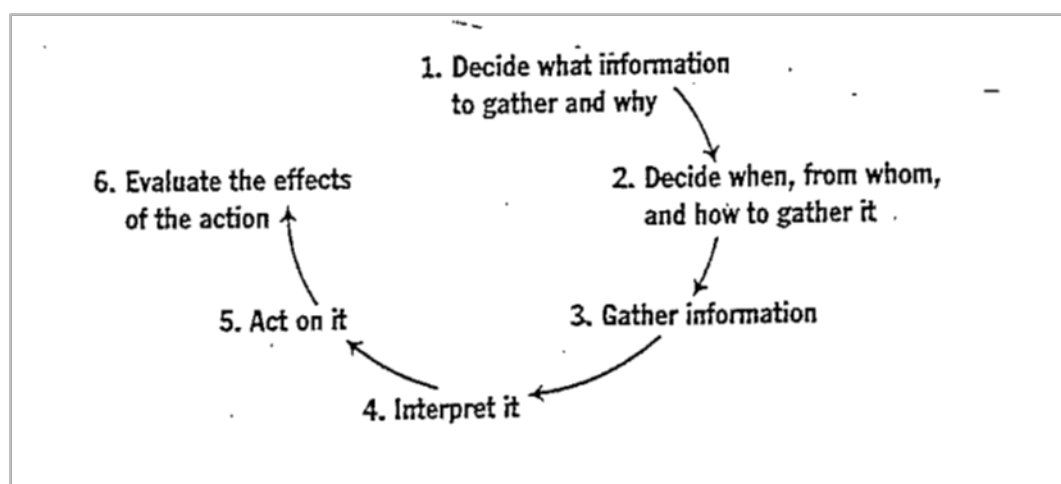 1. Decide what information
to gather and why
2. Decide when, from whom,
and how to gather it
3. Gather information
4. Interpret it
5. Act on it
6. Evaluate the effects
of the action